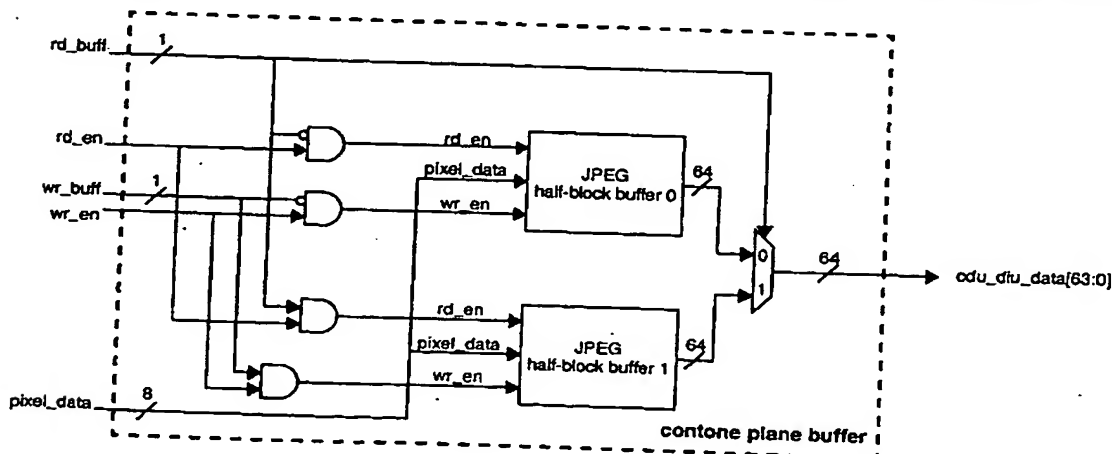 rd_buff
1
rd_en
wr_buff
1
wr_en
rd_en
pixel_data
wr_en
JPEG
half-block buffer 0
64
0
1
64
cdu_diu_data[63:0]
rd_en
pixel_data
wr_en
JPEG
half-block buffer 1
64
pixel_data
8
contone plane buffer